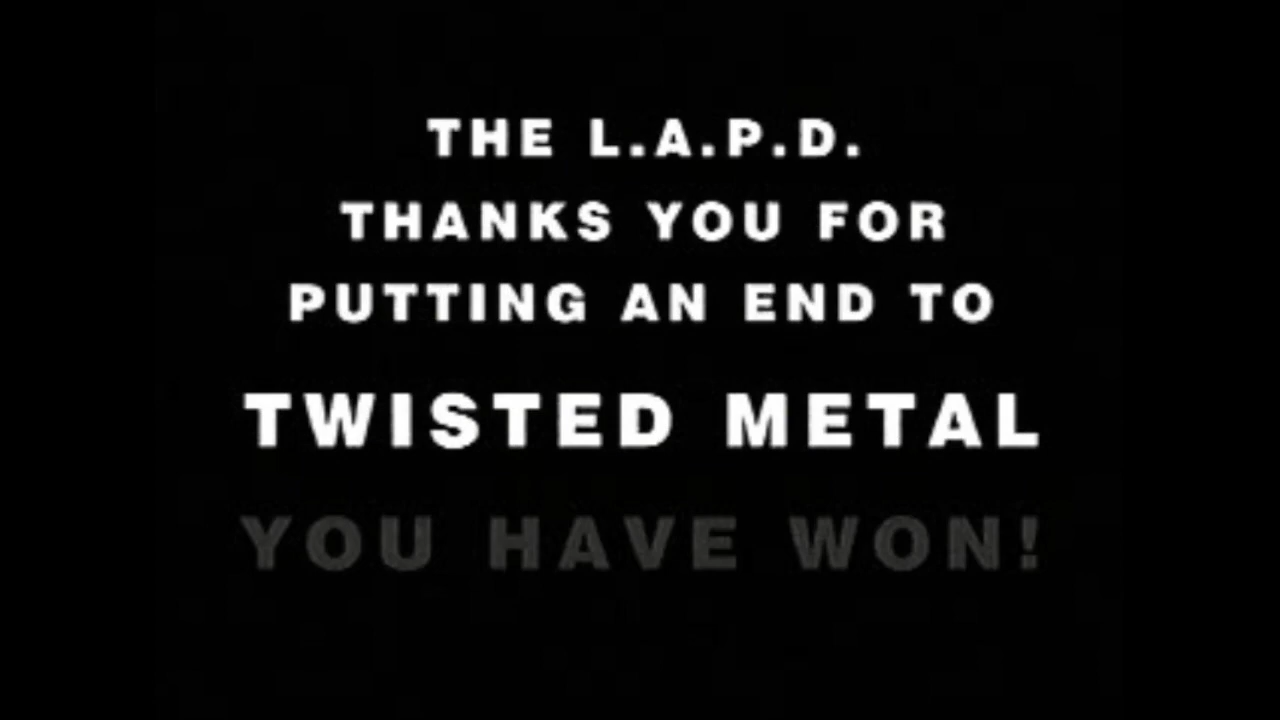 THE L.A.P.D.
THANKS YOU FOR
PUTTING AN END TO
TWISTED METAL
YOU HAVE WON!